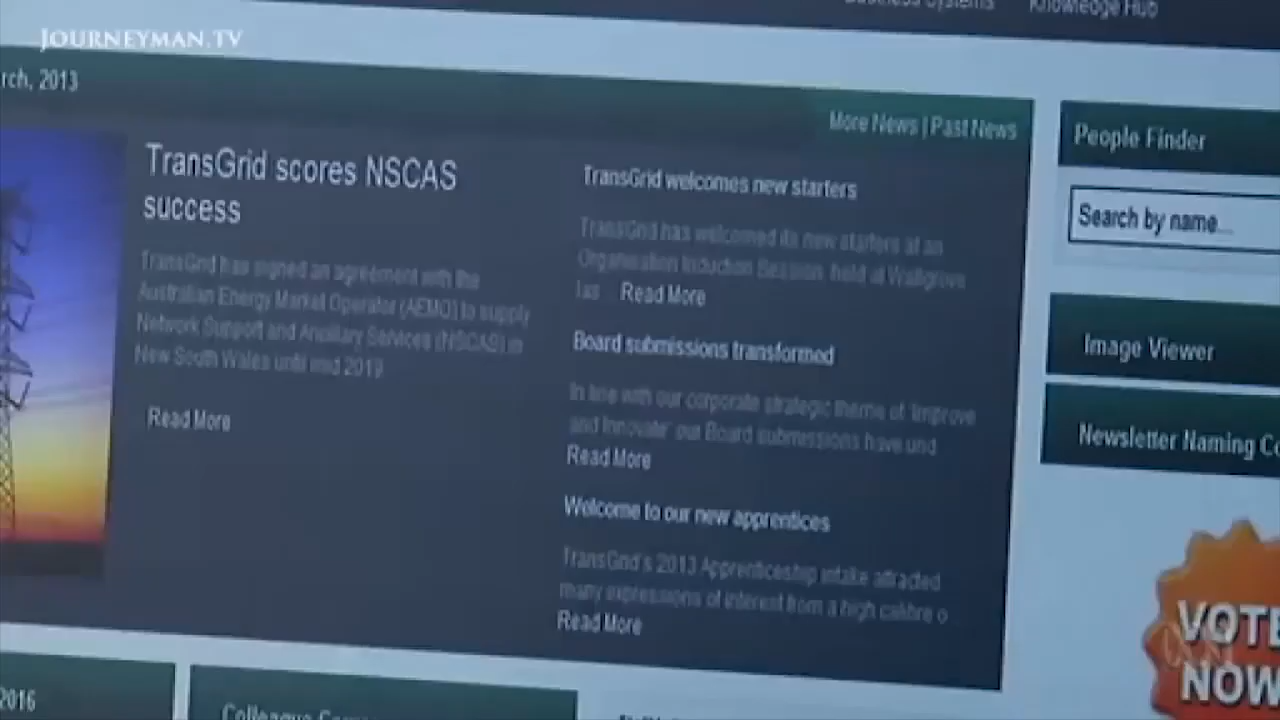 Business Systems
Knowledge Hub
JOURNEYMAN.TV
rch, 2013
More News | Past News
TransGrid scores NSCAS
success
TransGrid has signed an agreement with the
Australian Energy Market Operator (AEMO) to supply
Network Support and Ancillary Services (NSCAS) in
New South Wales until mid 2019
Read More
TransGrid welcomes new starters
TransGrid has welcomed its new starters at an
Organisation Induction Session held at Wallgrove
las Read More
Board submissions transformed
In line with our corporate strategic theme of 'Improve
and Innovate' our Board submissions have und
Read More
Welcome to our new apprentices
TransGrid's 2013 Apprenticeship intake attracted
many expressions of interest from a high calibre o
Read More
People Finder
Search by name...
Image Viewer
Newsletter Naming Co
VOTE
NOW
2016
Colleague